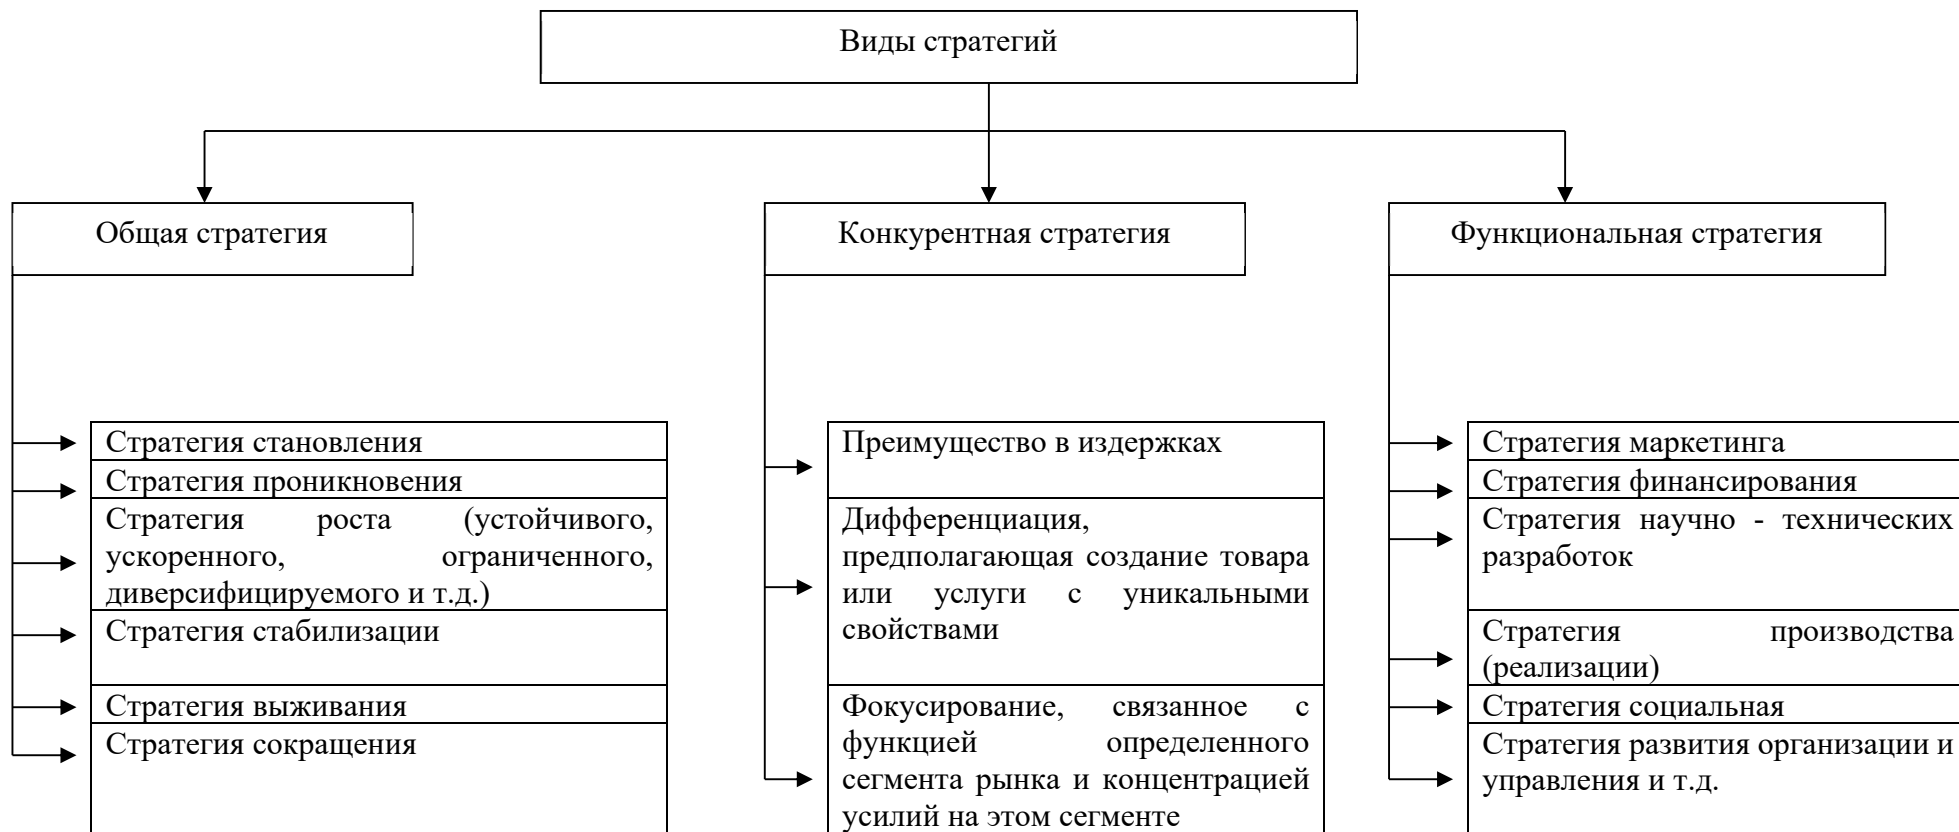 Виды стратегий
Общая стратегия
Конкурентная стратегия
Функциональная стратегия
Стратегия становления
Стратегия проникновения
Стратегия роста (устойчивого,
ускоренного, ограниченного,
диверсифицируемого и т.д.)
Стратегия стабилизации
Стратегия выживания
Стратегия сокращения
Преимущество в издержках
Дифференциация,
предполагающая создание товара
или услуги с уникальными
свойствами
Фокусирование, связанное с
функцией определенного
сегмента рынка и концентрацией
усилий на этом сегменте
Стратегия маркетинга
Стратегия финансирования
Стратегия научно - технических
разработок
Стратегия производства
(реализации)
Стратегия социальная
Стратегия развития организации и
управления и т.д.